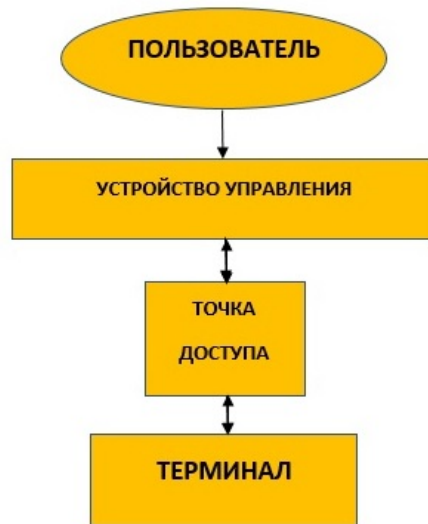 ПОЛЬЗОВАТЕЛЬ
УСТРОЙСТВО УПРАВЛЕНИЯ
ТОЧКА
ДОСТУПА
ТЕРМИНАЛ